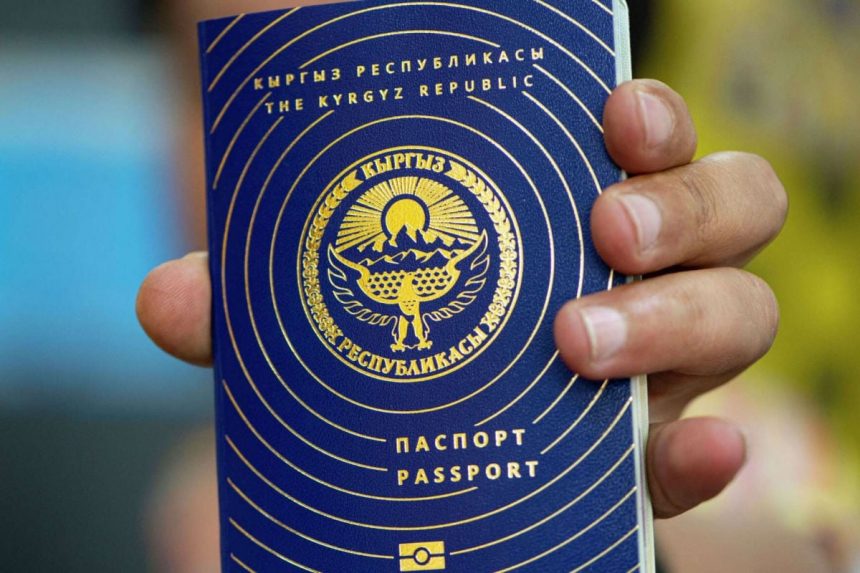 КЫРГЫЗ РЕСПУБЛИКАСЫ
THE KYRGYZ REPUBLIC
КЫРГЫЗ
РЕСПУБЛИКАСЫ
ПАСПОРТ
PASSPORT